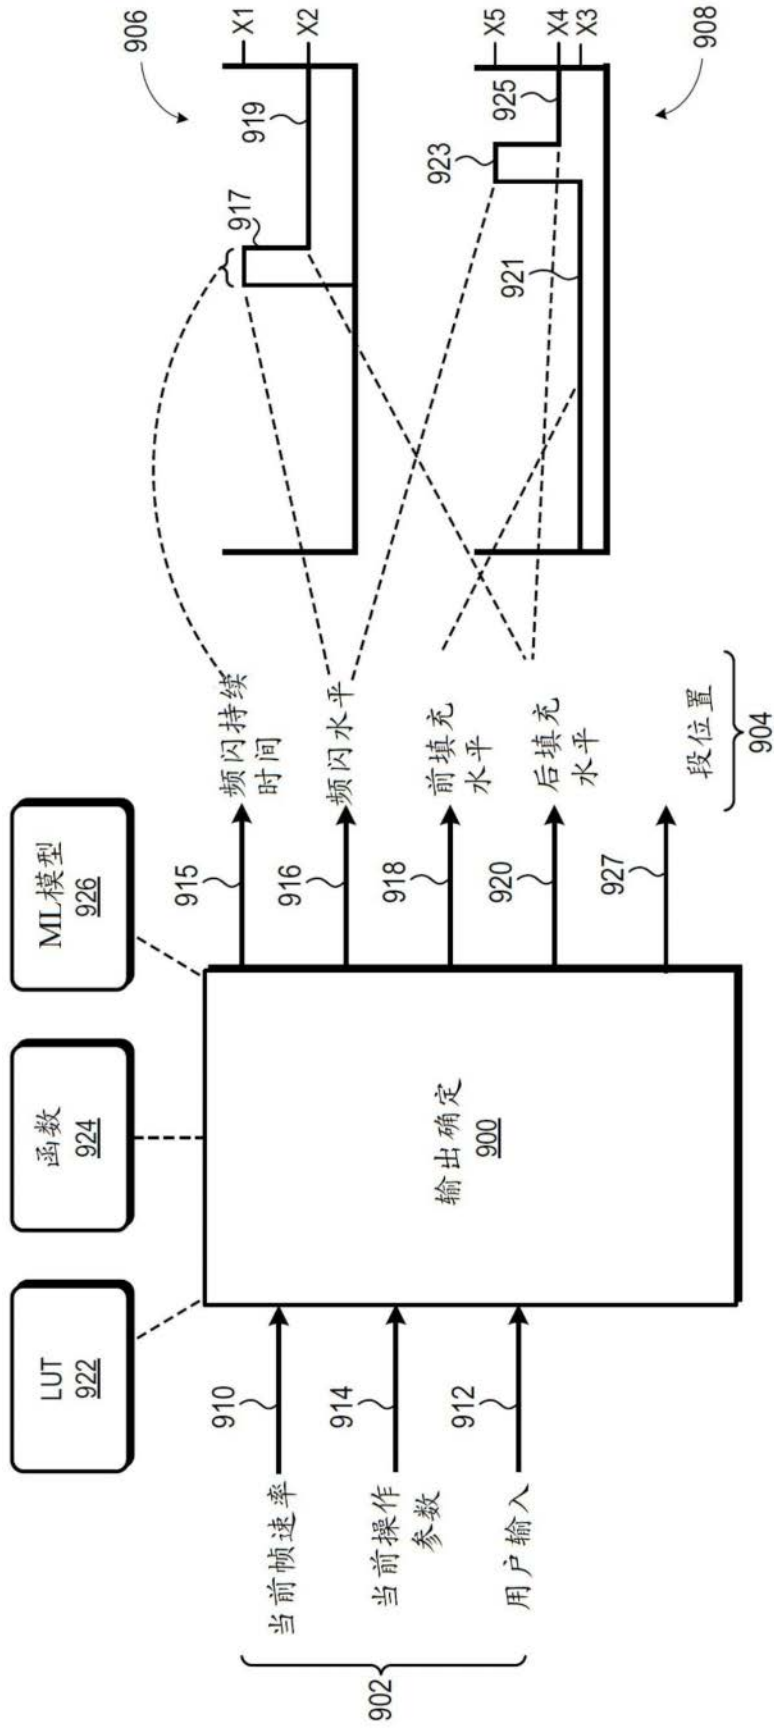 LUT
922
函数
924
ML模型
926
902
当前帧速率
910
当前操作
参数
914
用户输入
912
输出确定
900
915
频闪持续
时间
916
频闪水平
918
前填充
水平
920
后填充
水平
927
段位置
904
906
917
919
X1
X2
908
921
923
925
X5
X4
X3